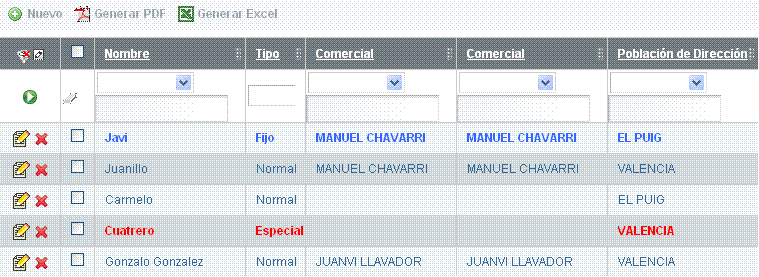 Nuevo Generar PDF Generar Excel
Nombre Tipo Comercial Comercial Población de Dirección
Javi Fijo MANUEL CHAVARRI MANUEL CHAVARRI EL PUIG
Juanillo Normal MANUEL CHAVARRI MANUEL CHAVARRI VALENCIA
Carmelo Normal EL PUIG
Cuatrero Especial VALENCIA
Gonzalo Gonzalez Normal JUANVI LLAVADOR JUANVI LLAVADOR VALENCIA